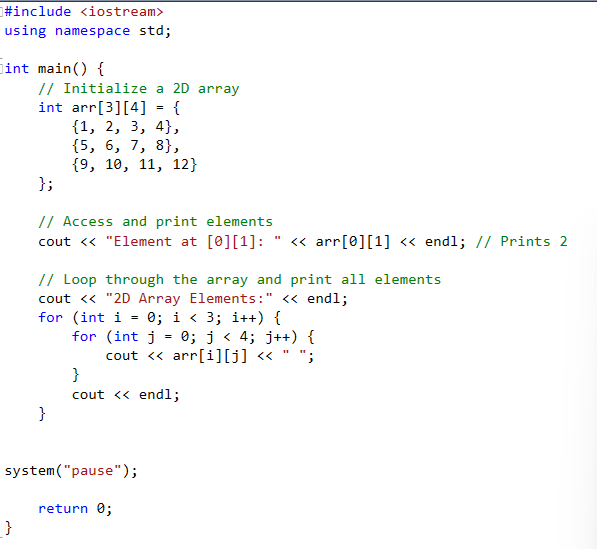 #include <iostream>
using namespace std;
int main() {
// Initialize a 2D array
int arr[3][4] = {
{1, 2, 3, 4},
{5, 6, 7, 8},
{9, 10, 11, 12}
};
// Access and print elements
cout << "Element at [0][1]: " << arr[0][1] << endl; // Prints 2
// Loop through the array and print all elements
cout << "2D Array Elements:" << endl;
for (int i = 0; i < 3; i++) {
for (int j = 0; j < 4; j++) {
cout << arr[i][j] << " ";
}
cout << endl;
}
system("pause");
return 0;
}